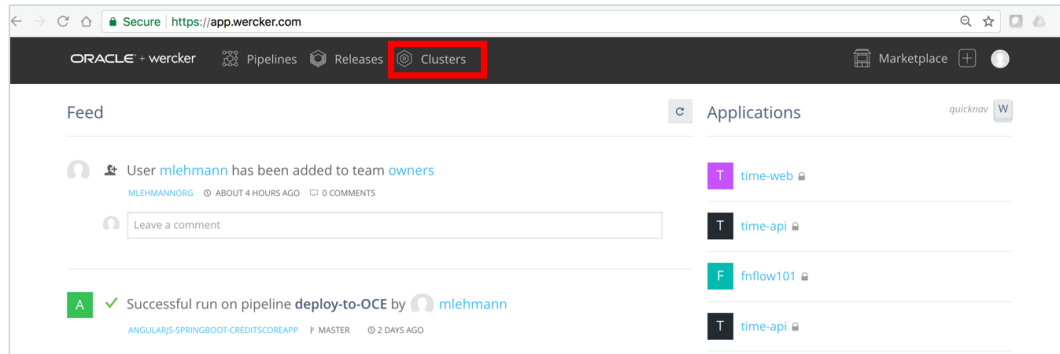 Secure | https://app.wercker.com
ORACLE + wercker Pipelines Releases Clusters Marketplace
Feed
Applications quicknav W
User mlehmann has been added to team owners
MLEHMANNORG ABOUT 4 HOURS AGO 0 COMMENTS
Leave a comment
A Successful run on pipeline deploy-to-OCE by mlehmann
ANGULARJS-SPRINGBOOT-CREDITSCOREAPP MASTER 2 DAYS AGO
T time-web
T time-api
F fnflow101
T time-api